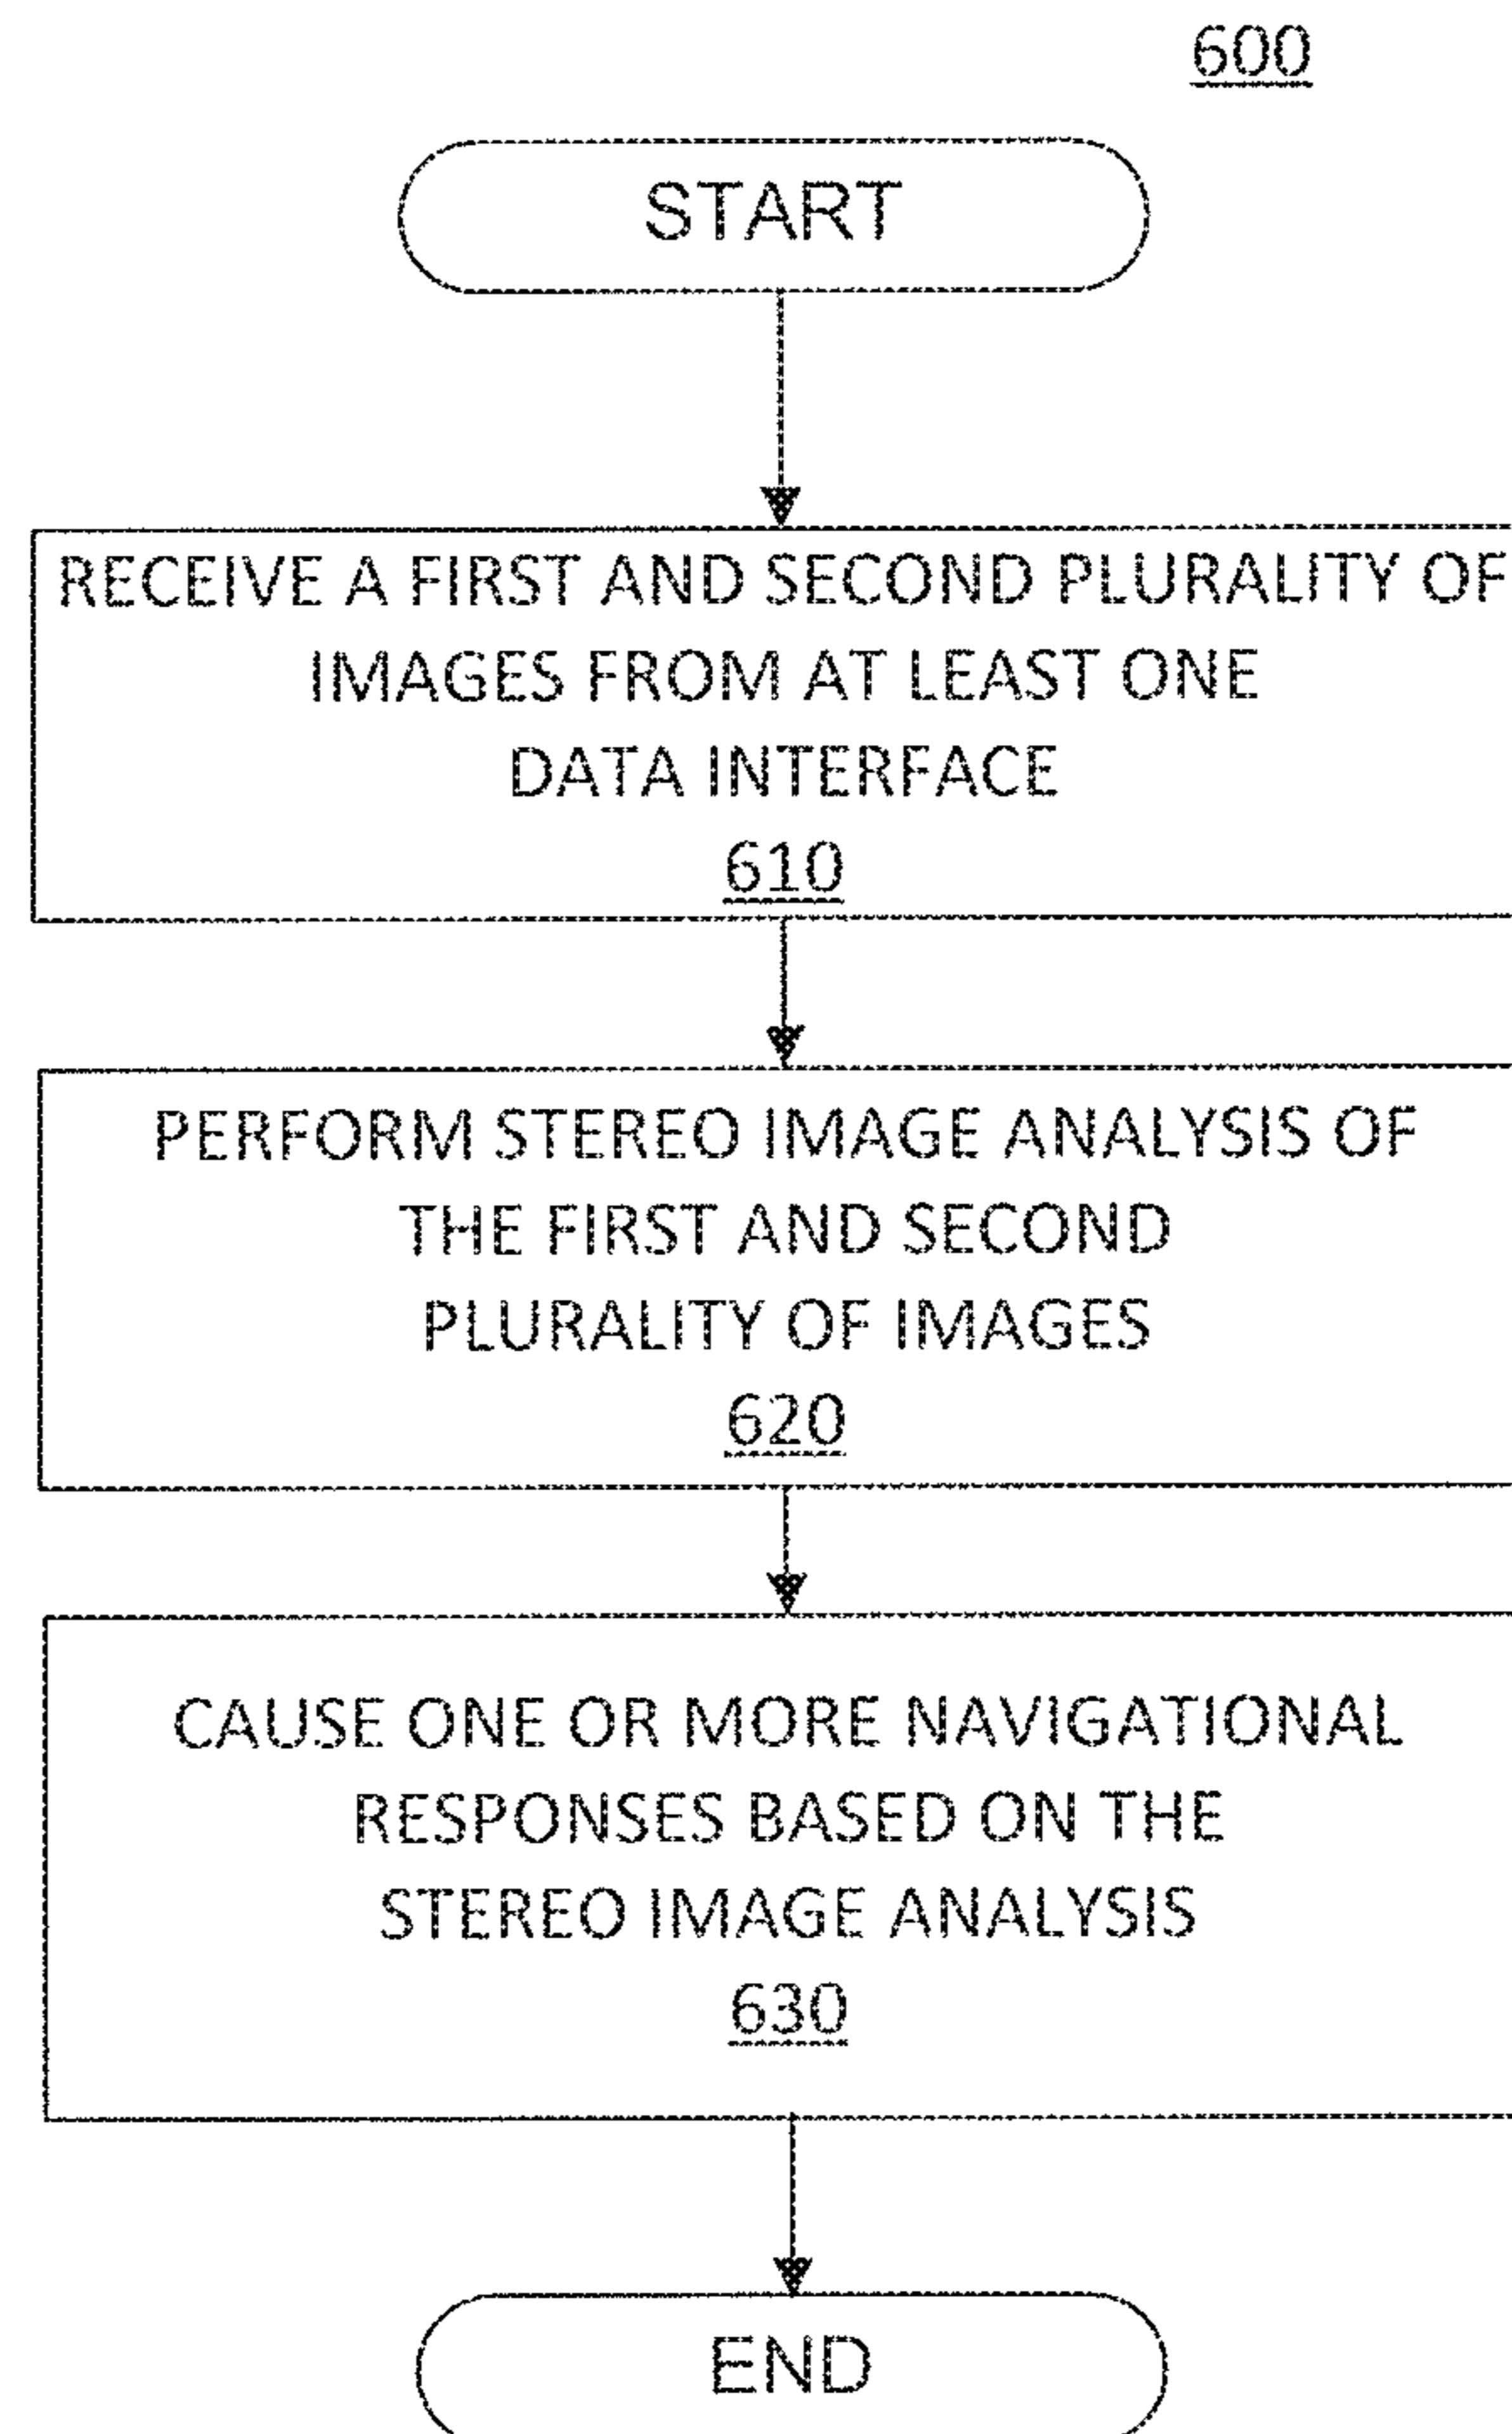 600
START
RECEIVE A FIRST AND SECOND PLURALITY OF
IMAGES FROM AT LEAST ONE
DATA INTERFACE
610
PERFORM STEREO IMAGE ANALYSIS OF
THE FIRST AND SECOND
PLURALITY OF IMAGES
620
CAUSE ONE OR MORE NAVIGATIONAL
RESPONSES BASED ON THE
STEREO IMAGE ANALYSIS
630
END